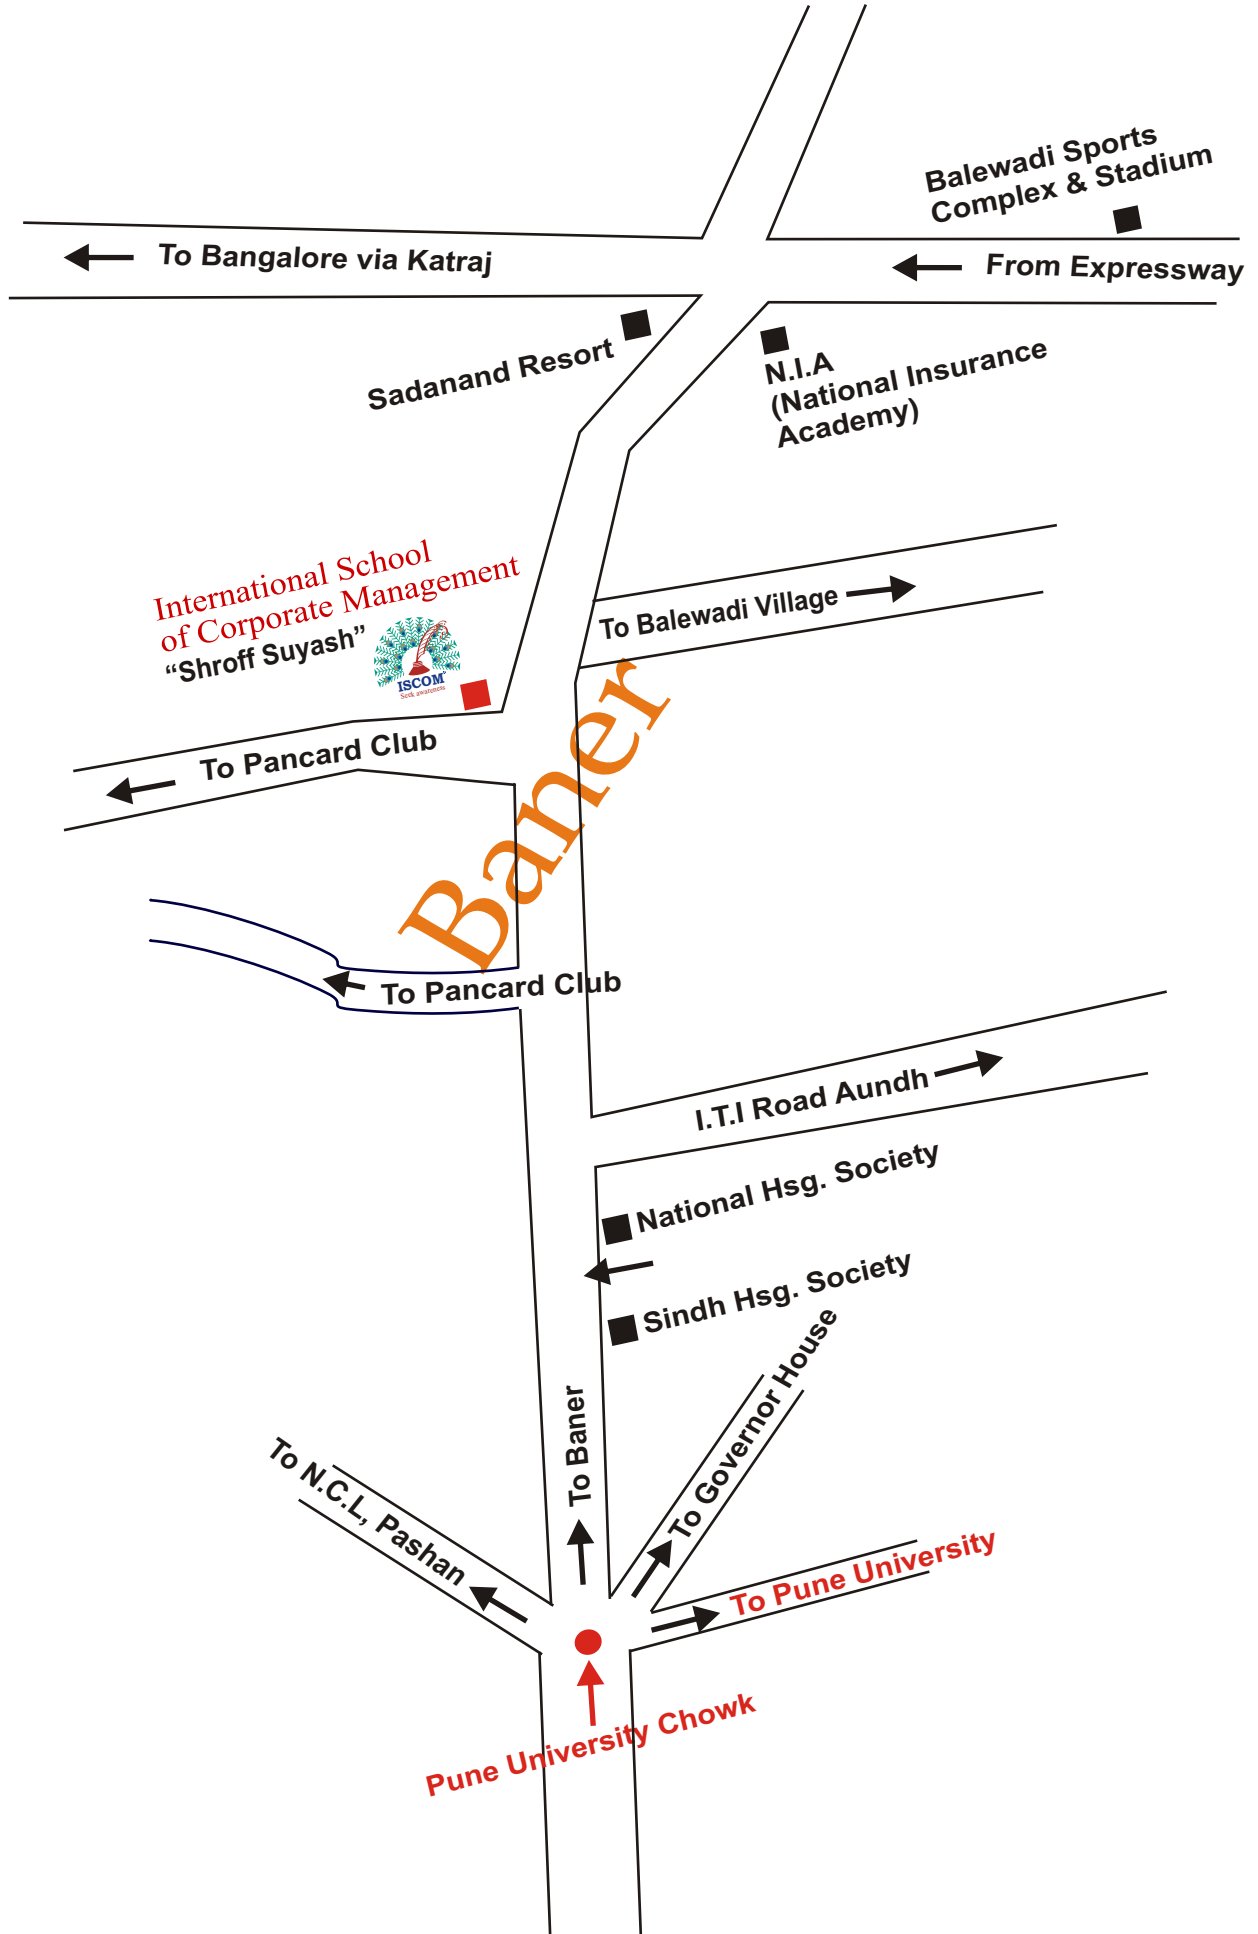 Balewadi Sports
Complex & Stadium
To Bangalore via Katraj
From Expressway
Sadanand Resort
N.I.A
(National Insurance
Academy)
International School
of Corporate Management
“Shroff Suyash”
ISCOM
Seek awareness
To Balewadi Village
To Pancard Club
Baner
To Pancard Club
I.T.I Road Aundh
National Hsg. Society
Sindh Hsg. Society
To Governor House
To Baner
To N.C.L, Pashan
To Pune University
Pune University Chowk